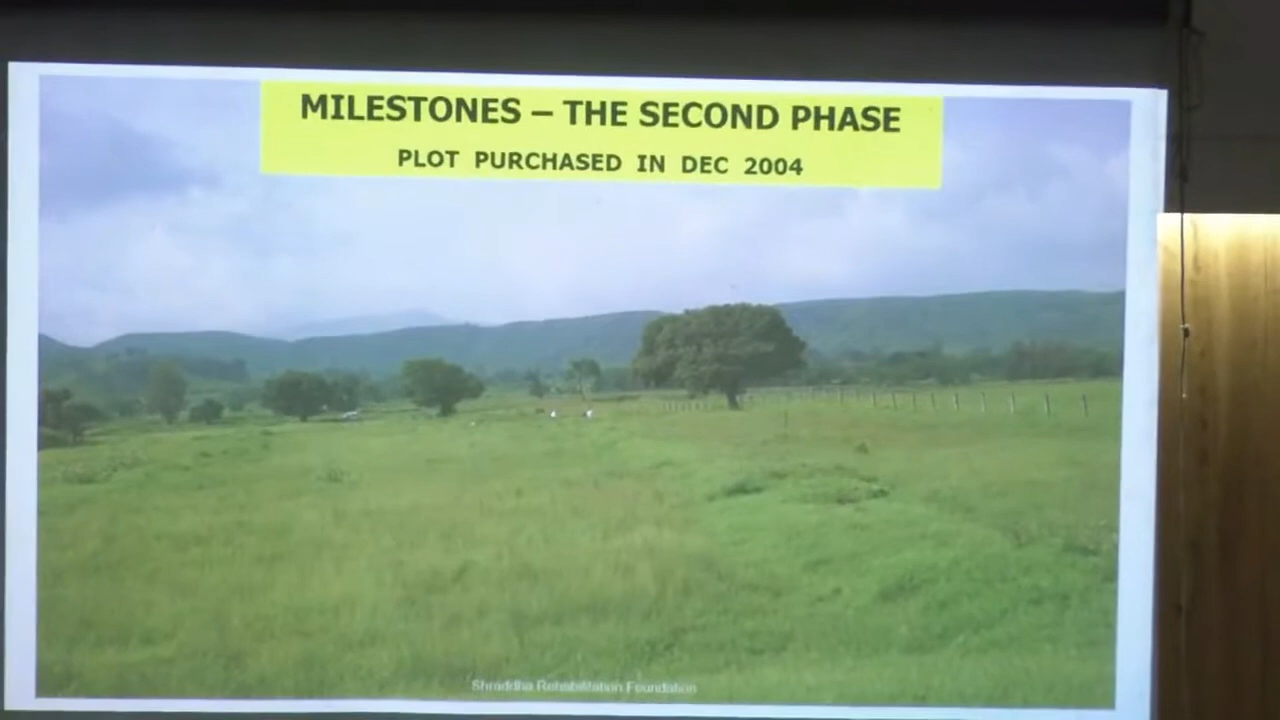 MILESTONES – THE SECOND PHASE
PLOT PURCHASED IN DEC 2004
Shraddha Rehabilitation Foundation